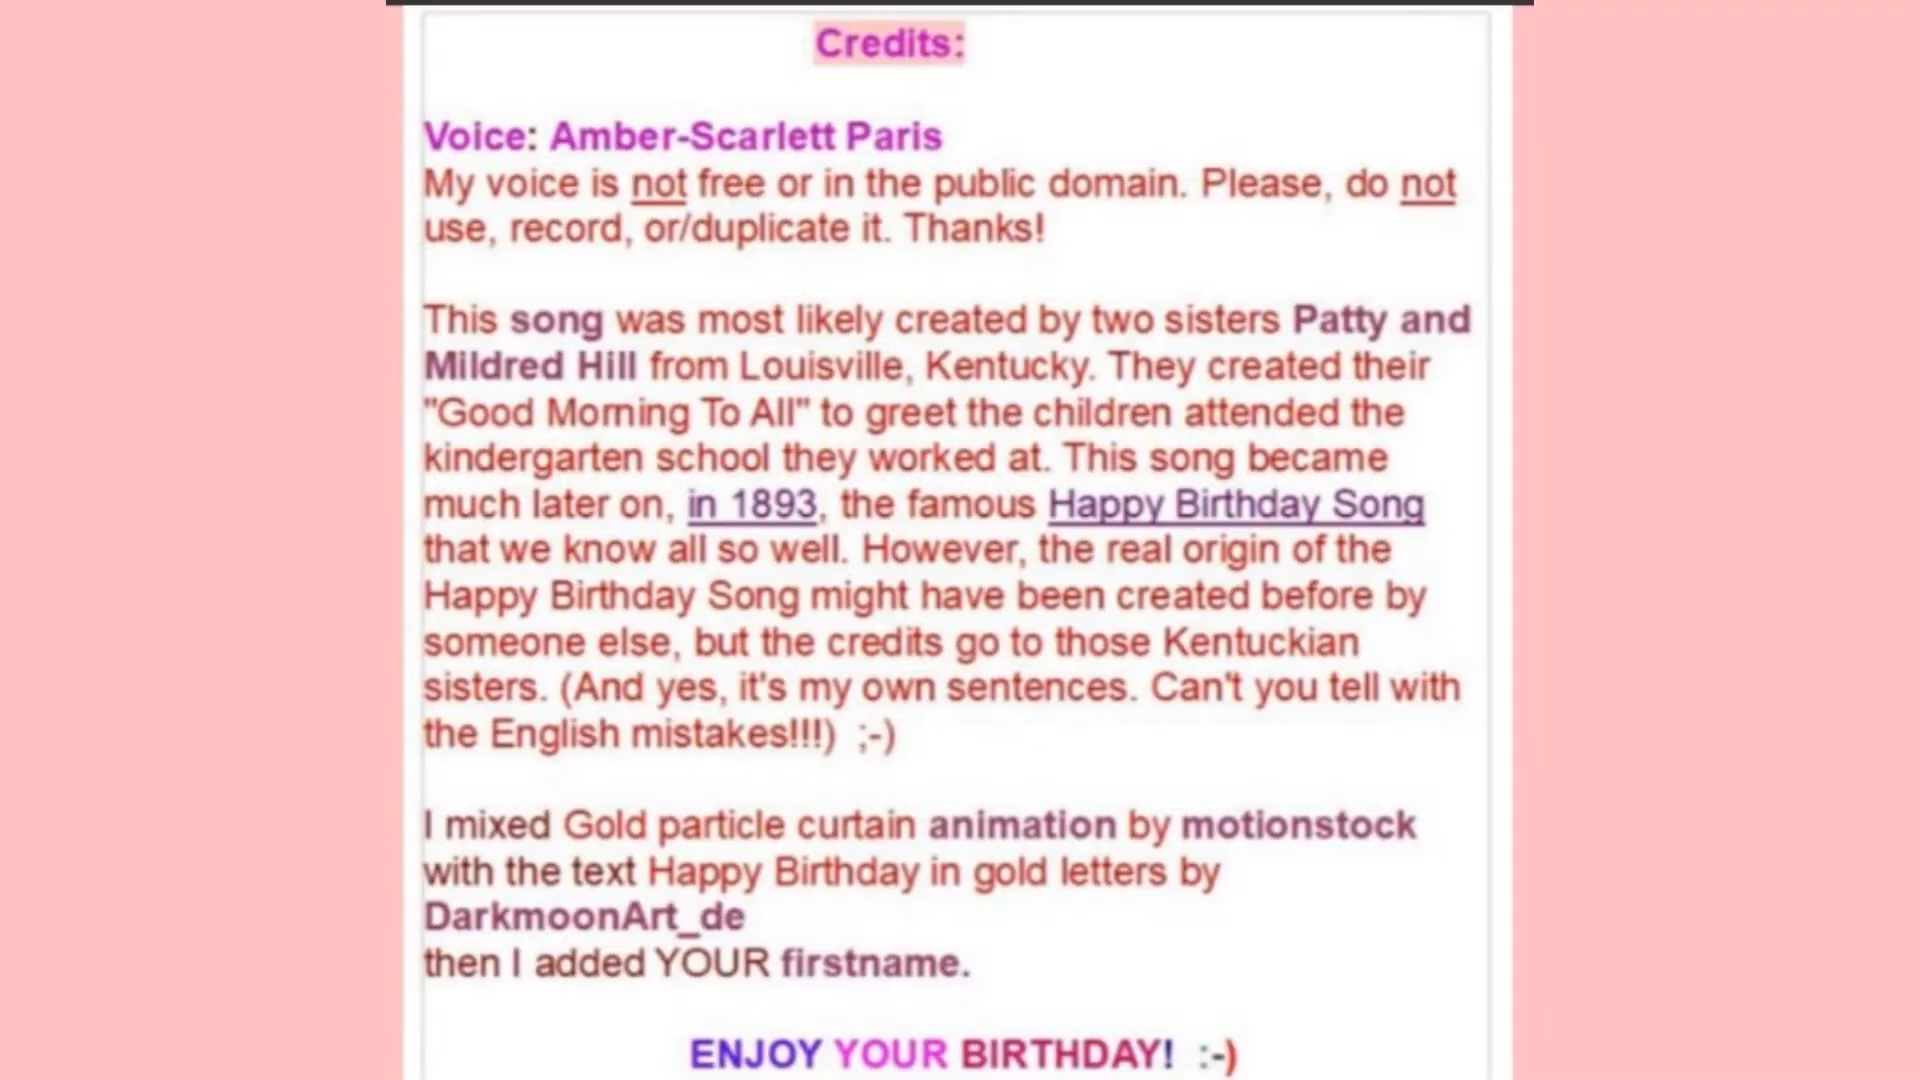 Credits:
Voice: Amber-Scarlett Paris
My voice is not free or in the public domain. Please, do not
use, record, or/duplicate it. Thanks!
This song was most likely created by two sisters Patty and
Mildred Hill from Louisville, Kentucky. They created their
"Good Morning To All" to greet the children attended the
kindergarten school they worked at. This song became
much later on, in 1893, the famous Happy Birthday Song
that we know all so well. However, the real origin of the
Happy Birthday Song might have been created before by
someone else, but the credits go to those Kentuckian
sisters. (And yes, it's my own sentences. Can't you tell with
the English mistakes!!!) ;-)
I mixed Gold particle curtain animation by motionstock
with the text Happy Birthday in gold letters by
DarkmoonArt_de
then I added YOUR firstname.
ENJOY YOUR BIRTHDAY! :-)